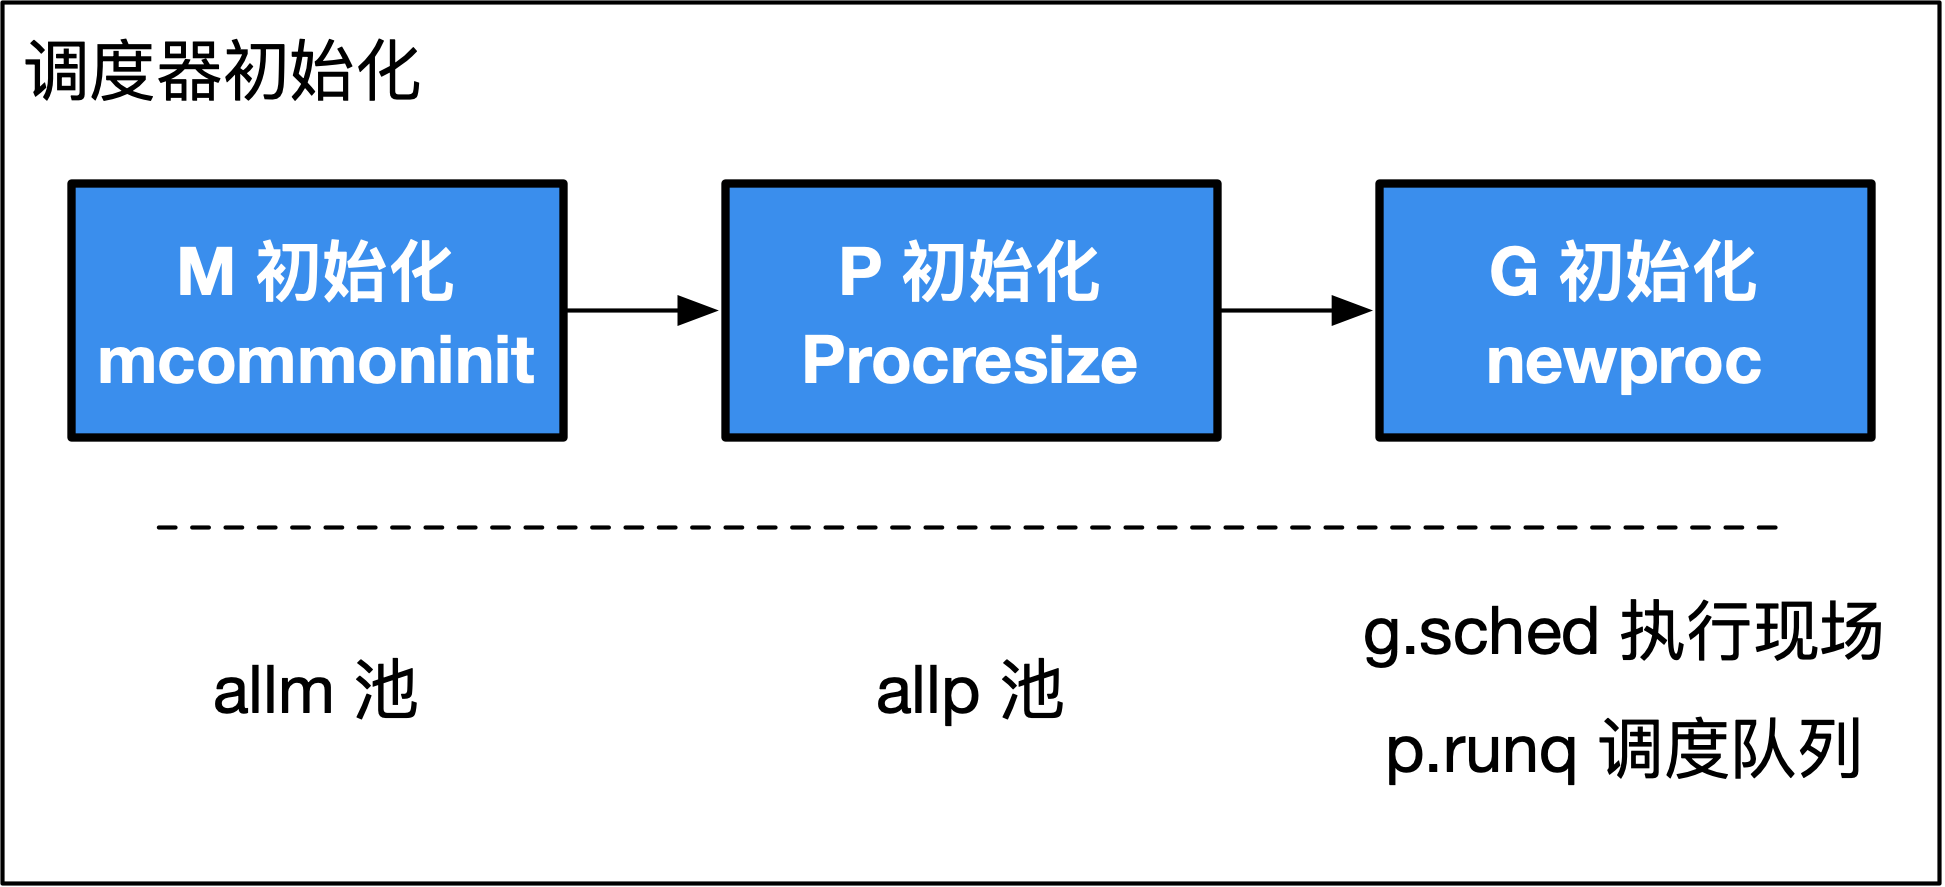 调度器初始化
M 初始化
mcommoninit
P 初始化
Procresize
G 初始化
newproc
allm 池
allp 池
g.sched 执行现场
p.runq 调度队列